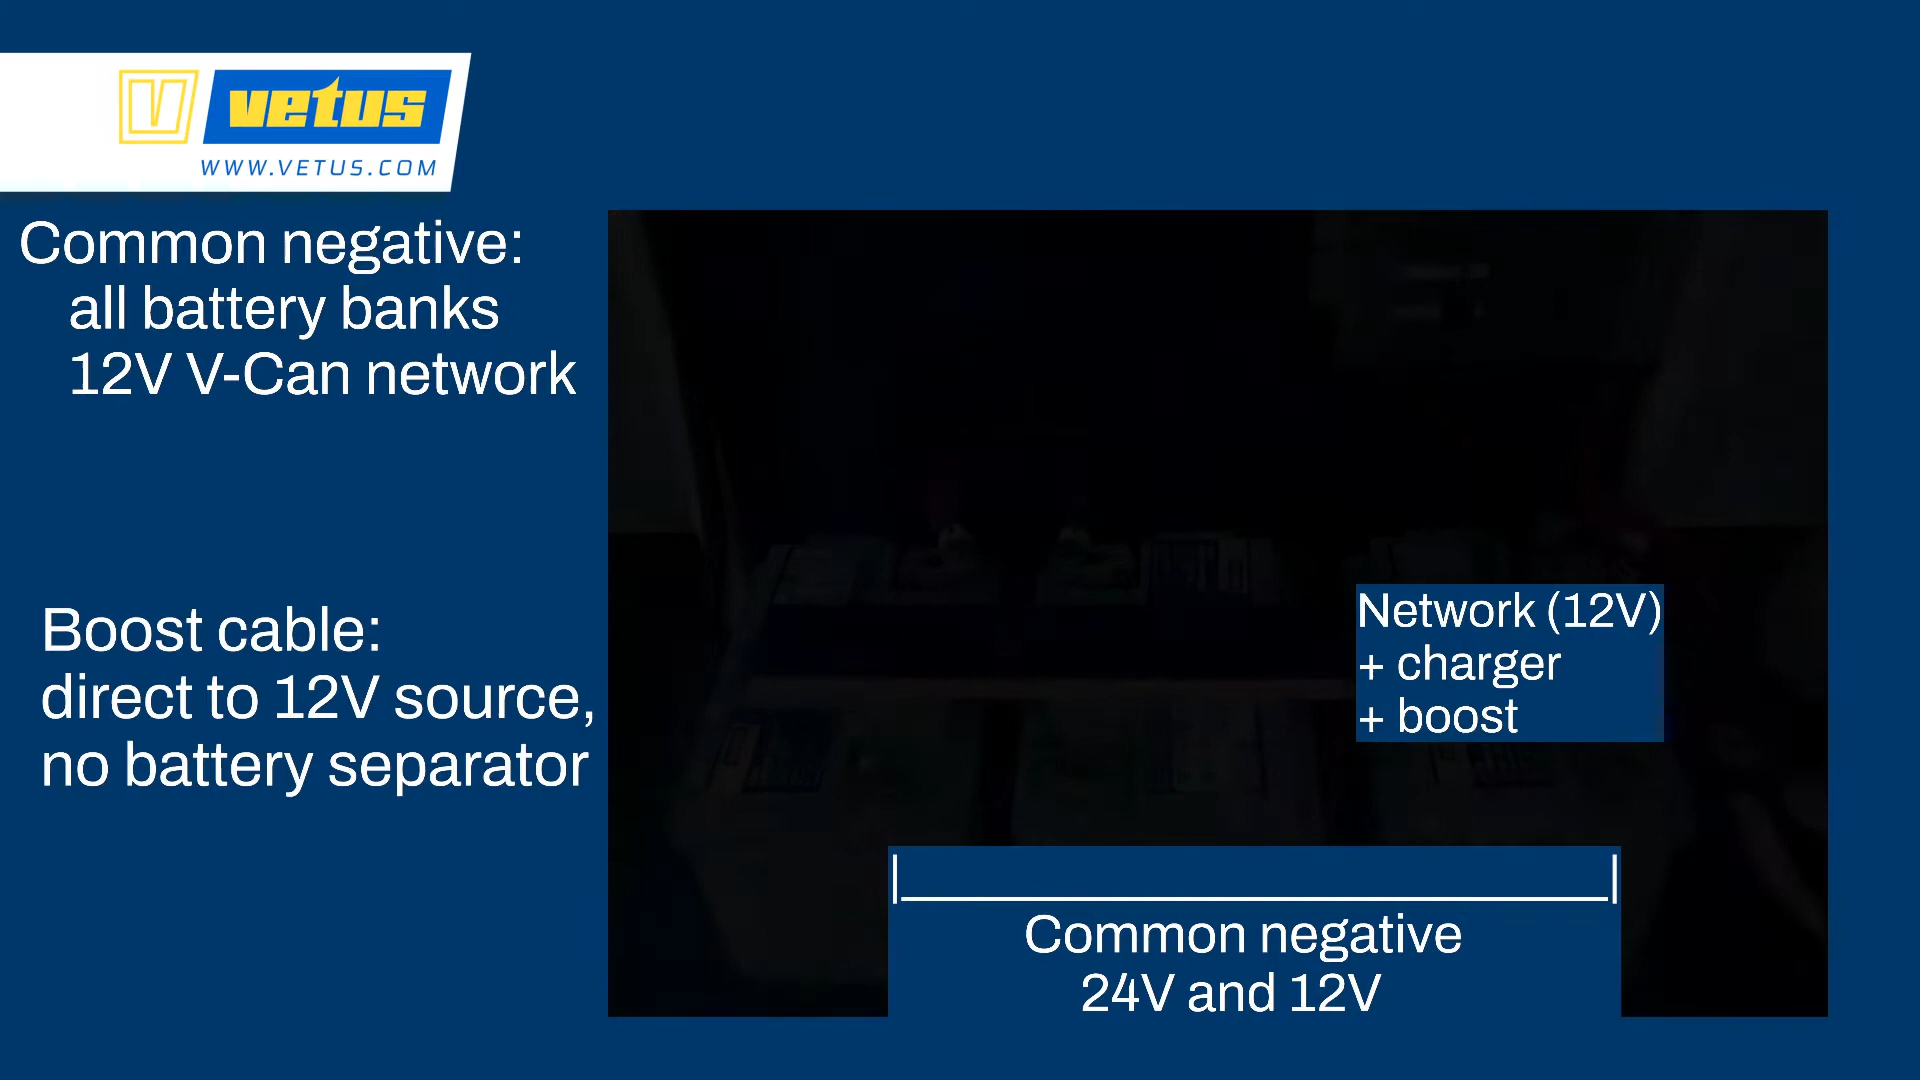 V vetus
WWW.VETUS.COM
Common negative:
all battery banks
12V V-Can network
Boost cable:
direct to 12V source,
no battery separator
Network (12V)
+ charger
+ boost
Common negative
24V and 12V